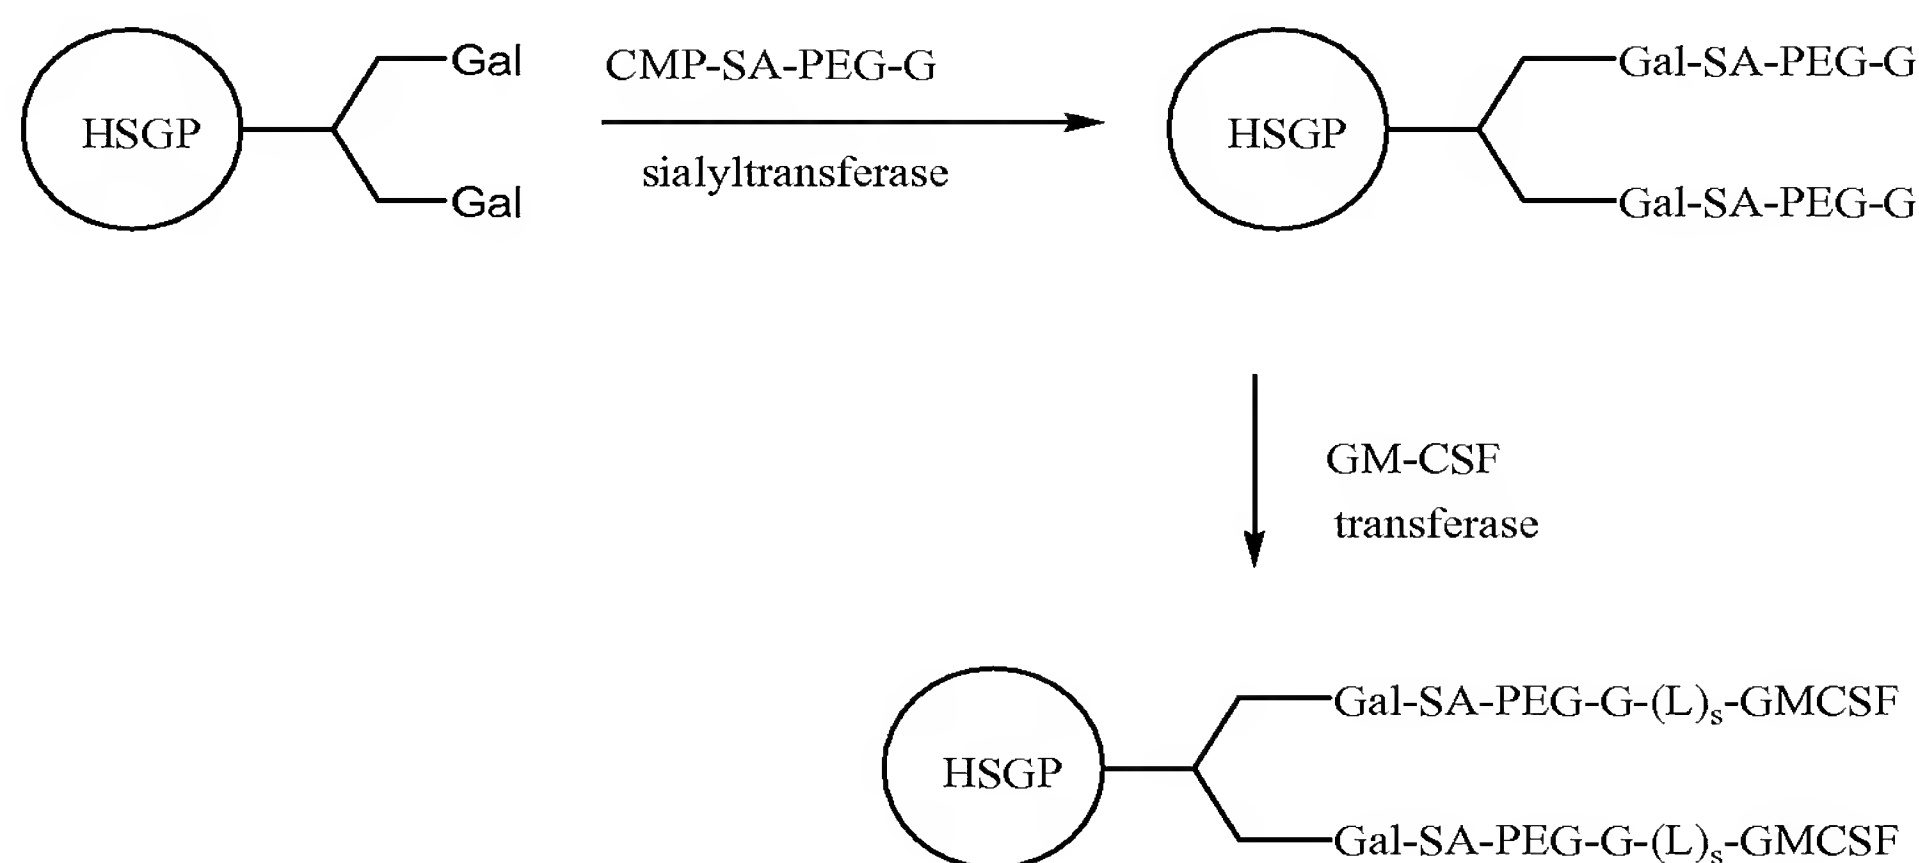 HSGP
Gal
Gal
CMP-SA-PEG-G
sialyltransferase
HSGP
Gal-SA-PEG-G
Gal-SA-PEG-G
GM-CSF
transferase
HSGP
Gal-SA-PEG-G-(L)s-GMCSF
Gal-SA-PEG-G-(L)s-GMCSF